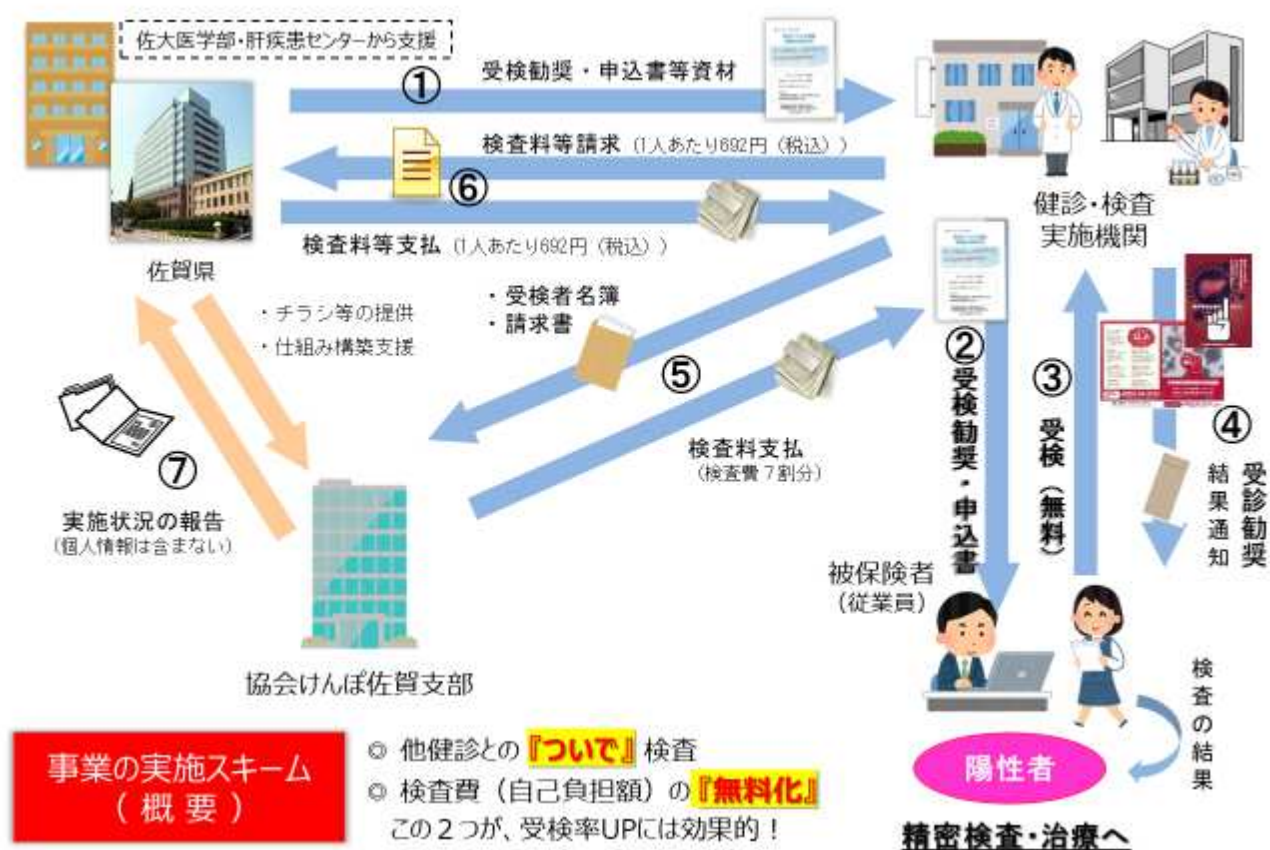 佐大医学部・肝疾患センターから支援
①
受検勧奨・申込書等資材
検査料等請求（1人あたり692円（税込））
⑥
検査料等支払（1人あたり692円（税込））
佐賀県
健診・検査
実施機関
・チラシ等の提供
・仕組み構築支援
・受検者名簿
・請求書
⑤
検査料支払
（検査費７割分）
②受検勧奨・申込書
③受検（無料）
④受診勧奨
結果通知
⑦
実施状況の報告
（個人情報は含まない）
協会けんぽ佐賀支部
被保険者
（従業員）
検査の結果
陽性者
精密検査・治療へ
事業の実施スキーム
（概要）
◎ 他健診との『ついで』検査
◎ 検査費（自己負担額）の『無料化』
この２つが、受検率UPには効果的！